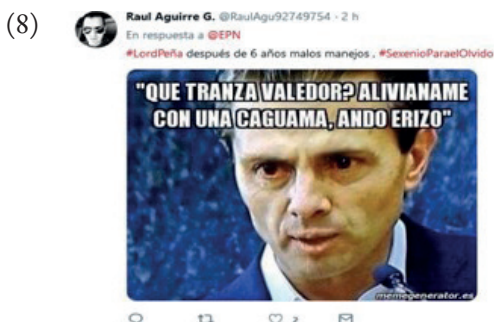 (8)
Raul Aguirre G. @RaulAgu92749754 · 2 h
En respuesta a @EPN
#LordPeña después de 6 años malos manejos . #SexenioParaelOlvido
"QUE TRANZA VALEDOR? ALIVIANAME
CON UNA CAGUAMA, ANDO ERIZO"
memegenerator.es
2